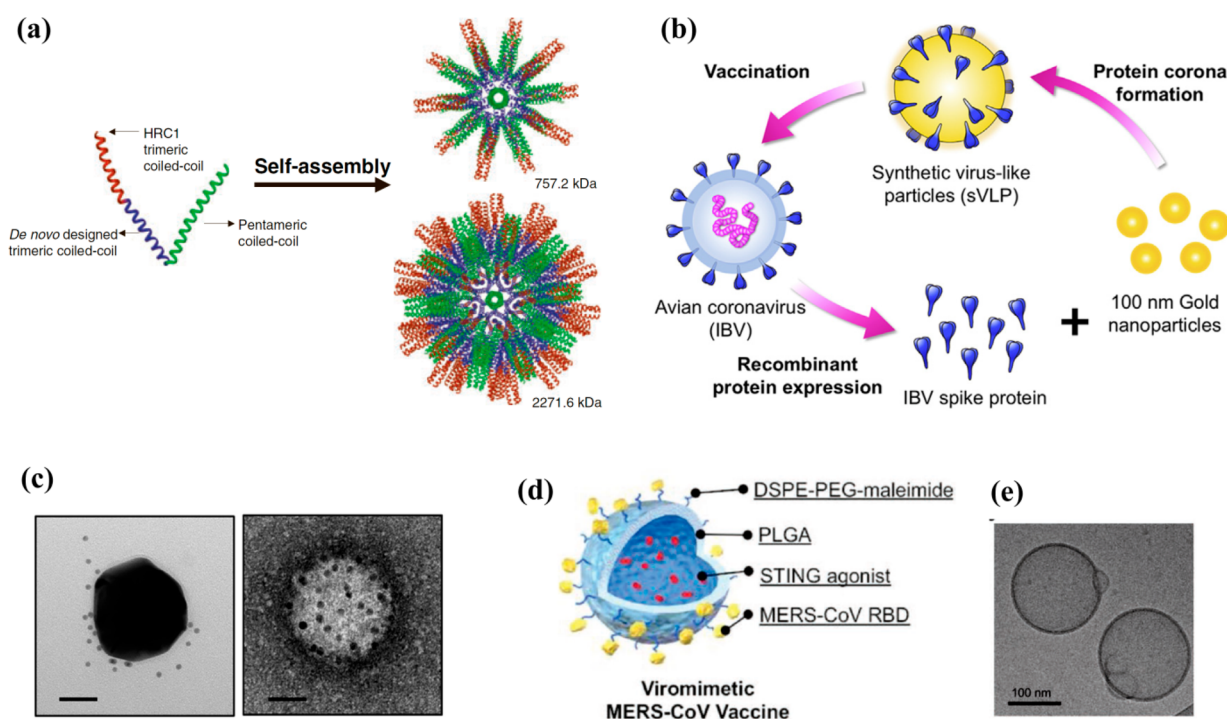 (a)
HRC1
trimeric
coiled-coil
De novo designed
trimeric coiled-coil
Pentameric
coiled-coil
Self-assembly
757.2 kDa
2271.6 kDa
(b)
Vaccination
Protein corona
formation
Synthetic virus-like
particles (sVLP)
Avian coronavirus
(IBV)
Recombinant
protein expression
IBV spike protein
+
100 nm Gold
nanoparticles
(c)
(d)
DSPE-PEG-maleimide
PLGA
STING agonist
MERS-CoV RBD
Viromimetic
MERS-CoV Vaccine
(e)
100 nm